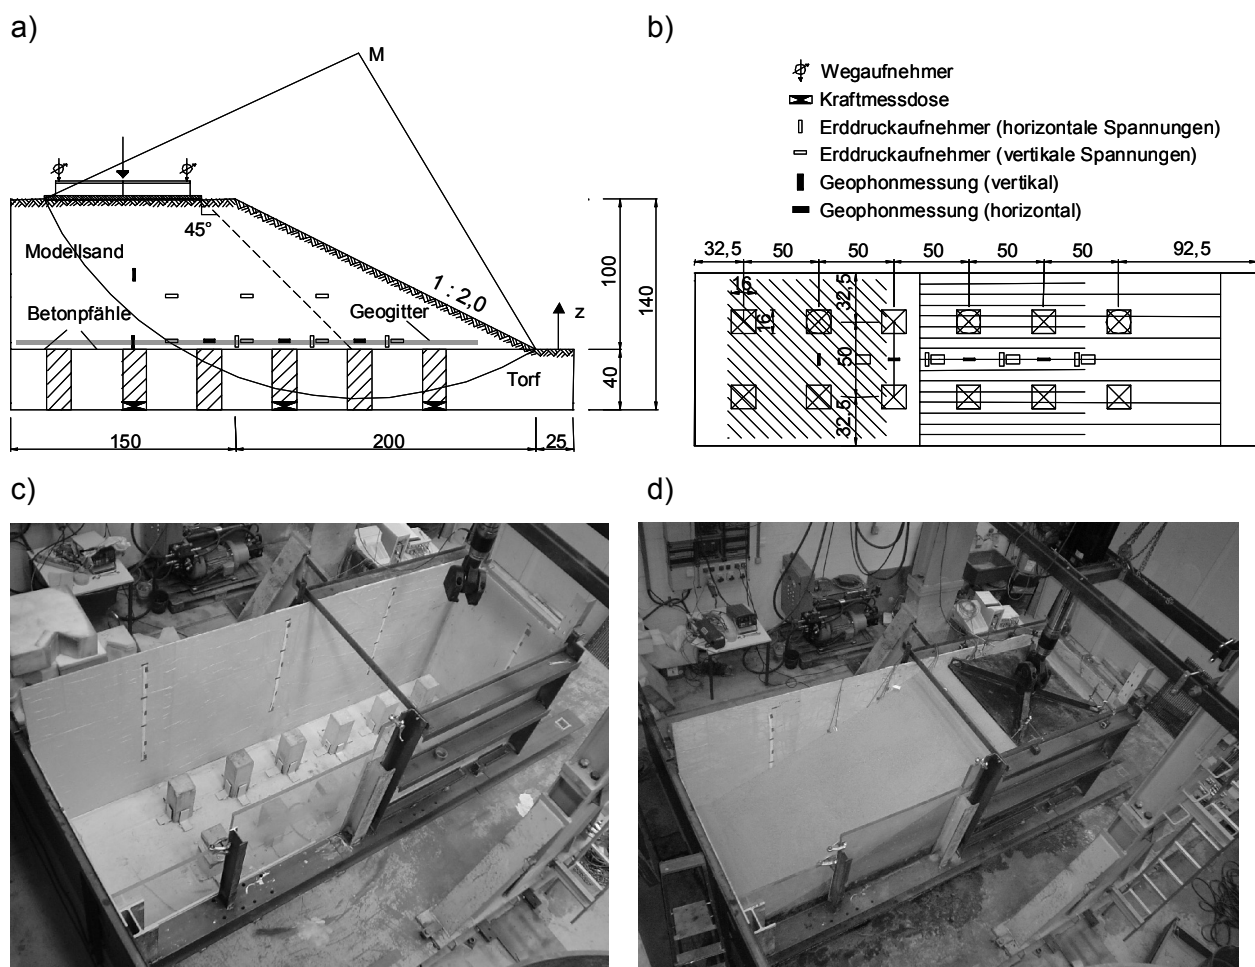 a)
M
45°
Modellsand
1 : 2,0
Betonpfähle
Geogitter
z
Torf
100
140
40
150
200
25
b)
Wegaufnehmer
Kraftmessdose
Erddruckaufnehmer (horizontale Spannungen)
Erddruckaufnehmer (vertikale Spannungen)
Geophonmessung (vertikal)
Geophonmessung (horizontal)
32,5
50
50
50
50
50
92,5
16
16
32,5
50
32,5
c)
d)